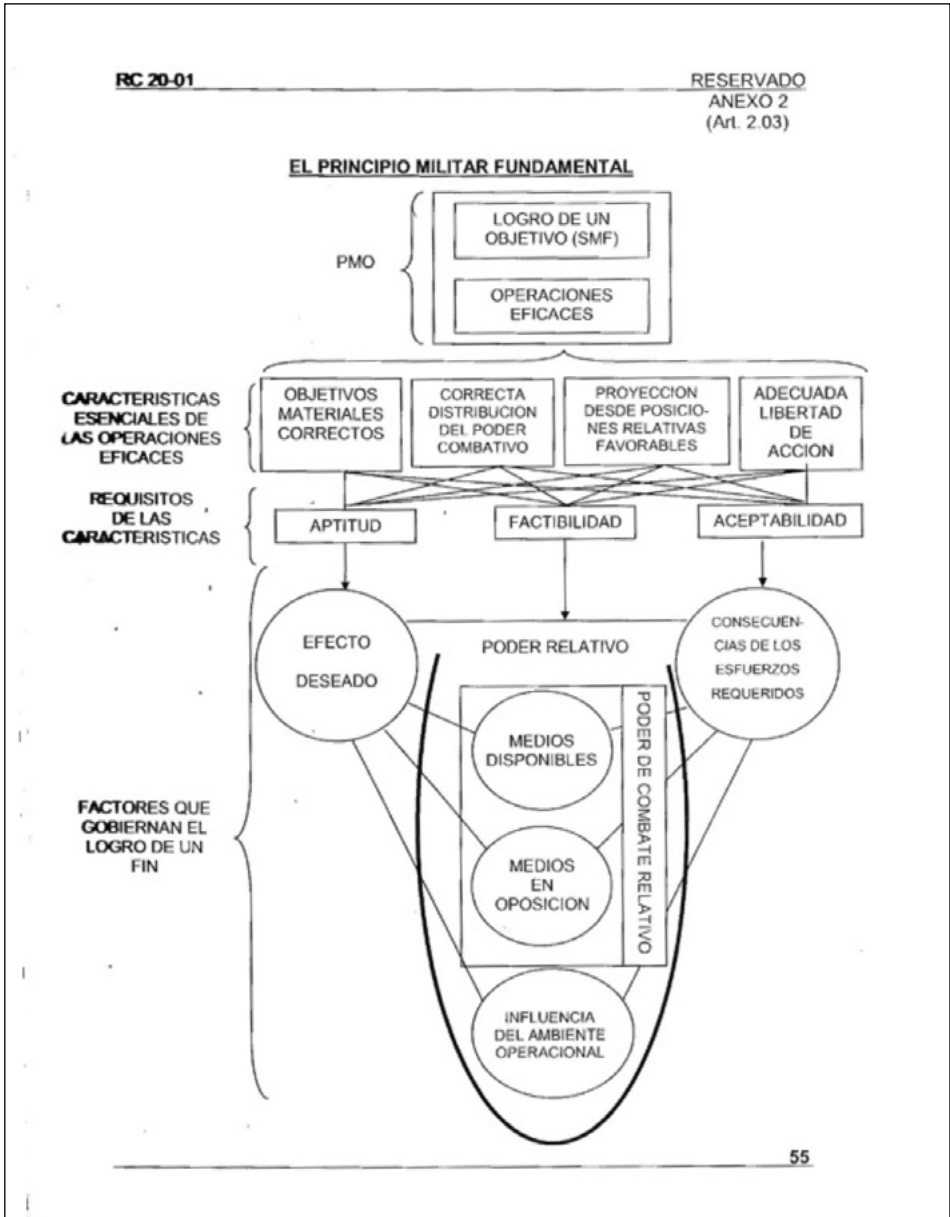 RC 20-01
RESERVADO
ANEXO 2
(Art. 2.03)
EL PRINCIPIO MILITAR FUNDAMENTAL
PMO
LOGRO DE UN
OBJETIVO (SMF)
OPERACIONES
EFICACES
CARACTERISTICAS
ESENCIALES DE
LAS OPERACIONES
EFICACES
OBJETIVOS
MATERIALES
CORRECTOS
CORRECTA
DISTRIBUCION
DEL PODER
COMBATIVO
PROYECCION
DESDE POSICIO-
NES RELATIVAS
FAVORABLES
ADECUADA
LIBERTAD
DE
ACCION
REQUISITOS
DE LAS
CARACTERISTICAS
APTITUD
FACTIBILIDAD
ACEPTABILIDAD
FACTORES QUE
GOBIERNAN EL
LOGRO DE UN
FIN
EFECTO
DESEADO
PODER RELATIVO
CONSECUEN-
CIAS DE LOS
ESFUERZOS
REQUERIDOS
MEDIOS
DISPONIBLES
MEDIOS
EN
OPOSICION
PODER DE COMBATE RELATIVO
INFLUENCIA
DEL AMBIENTE
OPERACIONAL
55